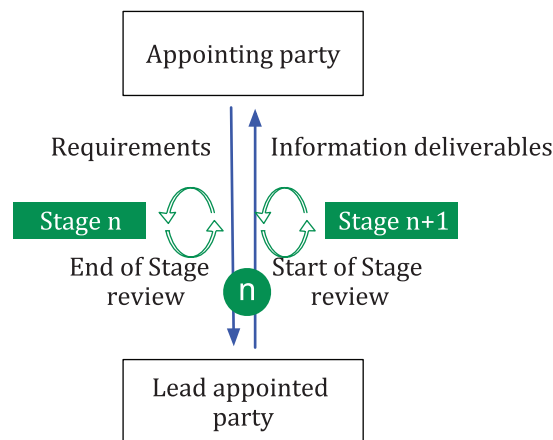 Appointing party
Requirements
Information deliverables
Stage n
Stage n+1
End of Stage
review
Start of Stage
review
n
Lead appointed
party